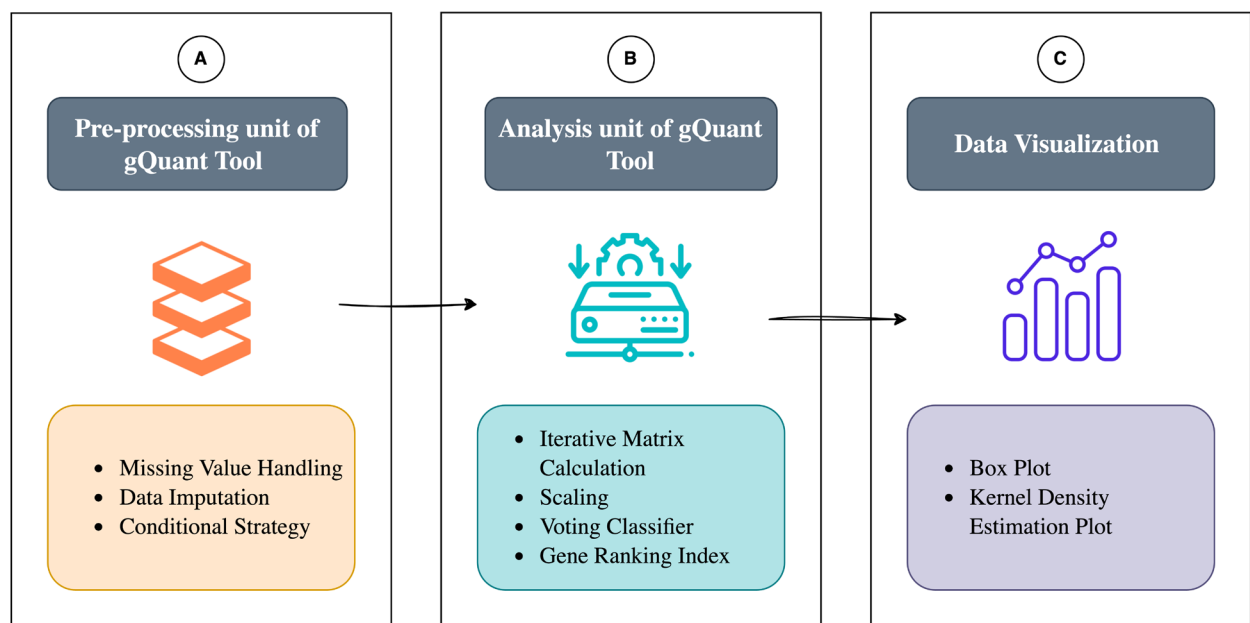 A
Pre-processing unit of
gQuant Tool
• Missing Value Handling
• Data Imputation
• Conditional Strategy
B
Analysis unit of gQuant
Tool
• Iterative Matrix
Calculation
• Scaling
• Voting Classifier
• Gene Ranking Index
C
Data Visualization
• Box Plot
• Kernel Density
Estimation Plot